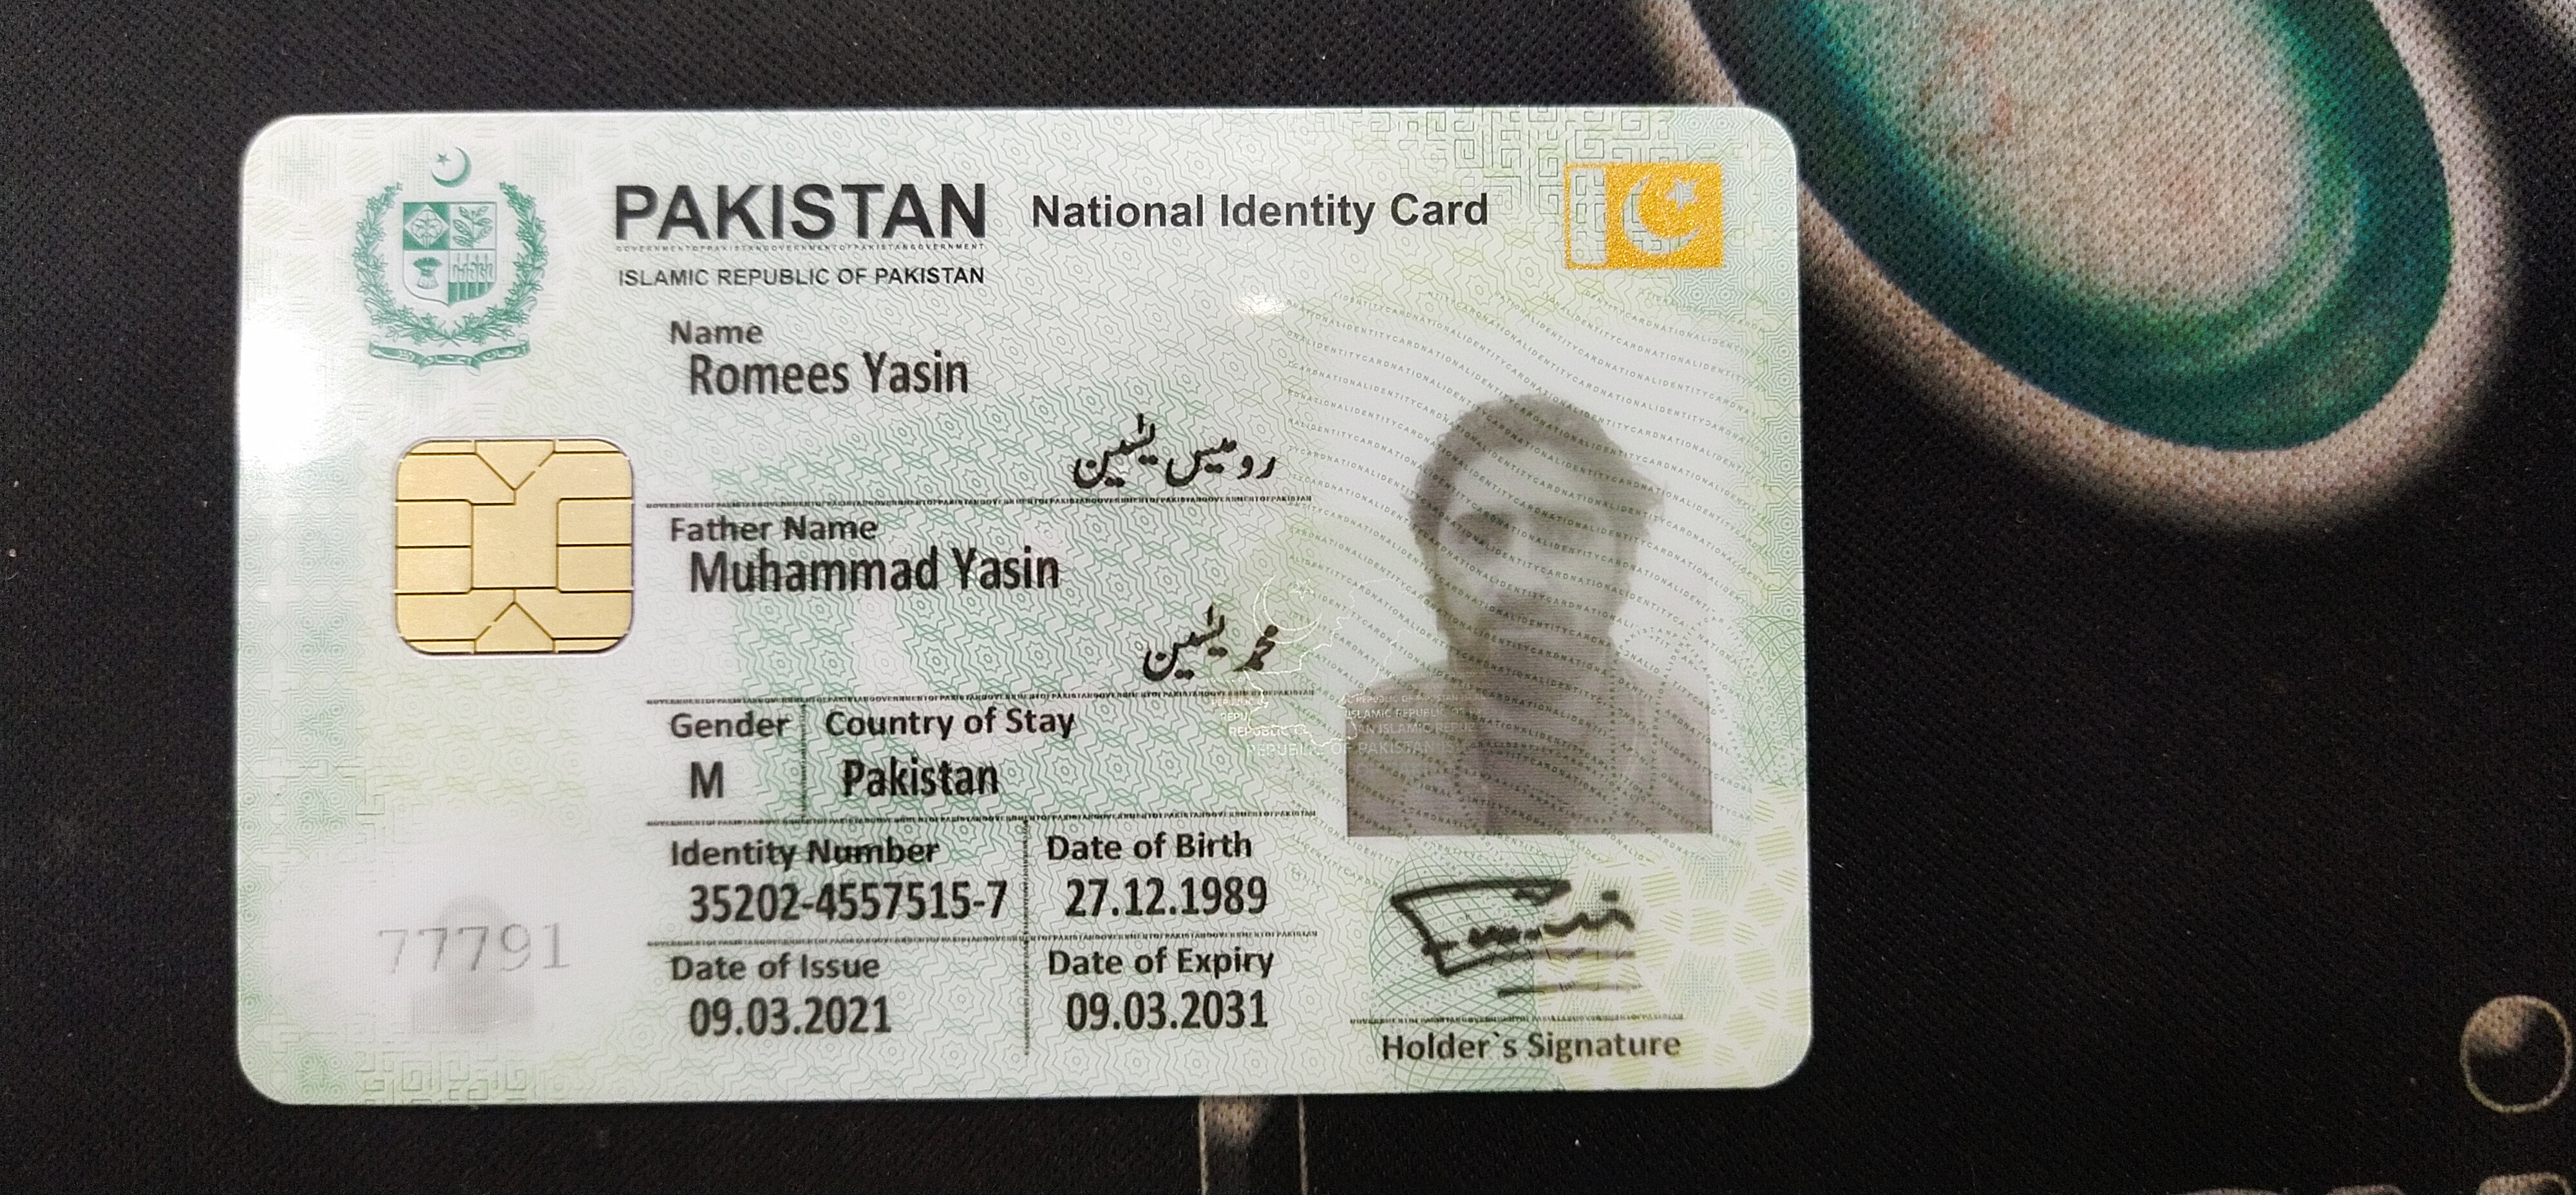 PAKISTAN National Identity Card
ISLAMIC REPUBLIC OF PAKISTAN
Name
Romees Yasin
رومیس یٰسین
Father Name
Muhammad Yasin
محمد یٰسین
Gender Country of Stay
M Pakistan
Identity Number Date of Birth
35202-4557515-7 27.12.1989
77791
Date of Issue Date of Expiry
09.03.2021 09.03.2031
Holder`s Signature